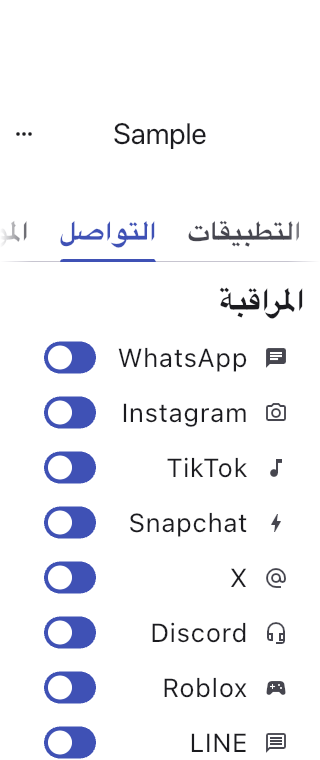 Sample
التطبيقات التواصل
المراقبة
WhatsApp
Instagram
TikTok
Snapchat
X
Discord
Roblox
LINE